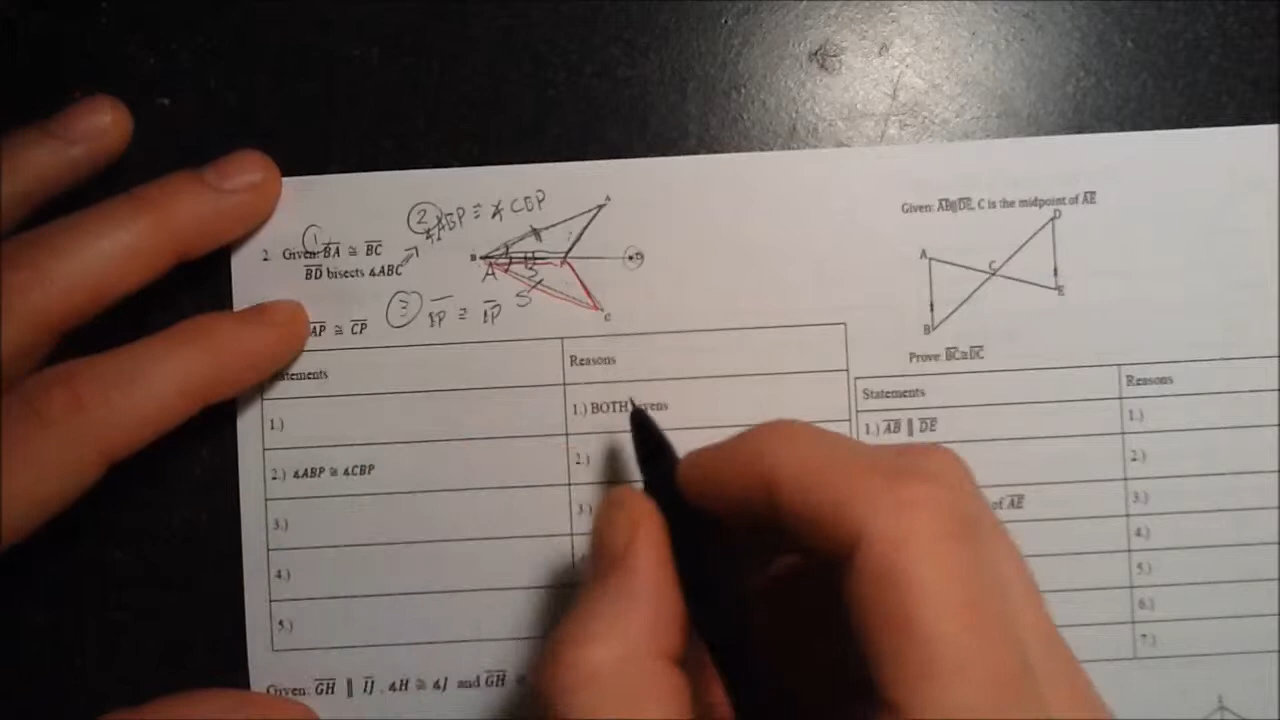 ② ∡ABP ≅ ∡CBP
2. Given: ① BA ≅ BC
BD bisects ∡ABC
③ BP ≅ BP
AP ≅ CP
A
B
D
C
A
S
S
Statements
Reasons
1.)
1.) BOTH
2.) ∡ABP ≅ ∡CBP
2.)
3.)
3.)
4.)
5.)
Given: GH ∥ IJ , ∡H ≅ ∡J and GH
Given: AB∥DE, C is the midpoint of AE
D
A
C
E
B
Prove: BC≅DC
Statements
Reasons
1.) AB ∥ DE
1.)
2.)
of AE
3.)
4.)
5.)
6.)
7.)